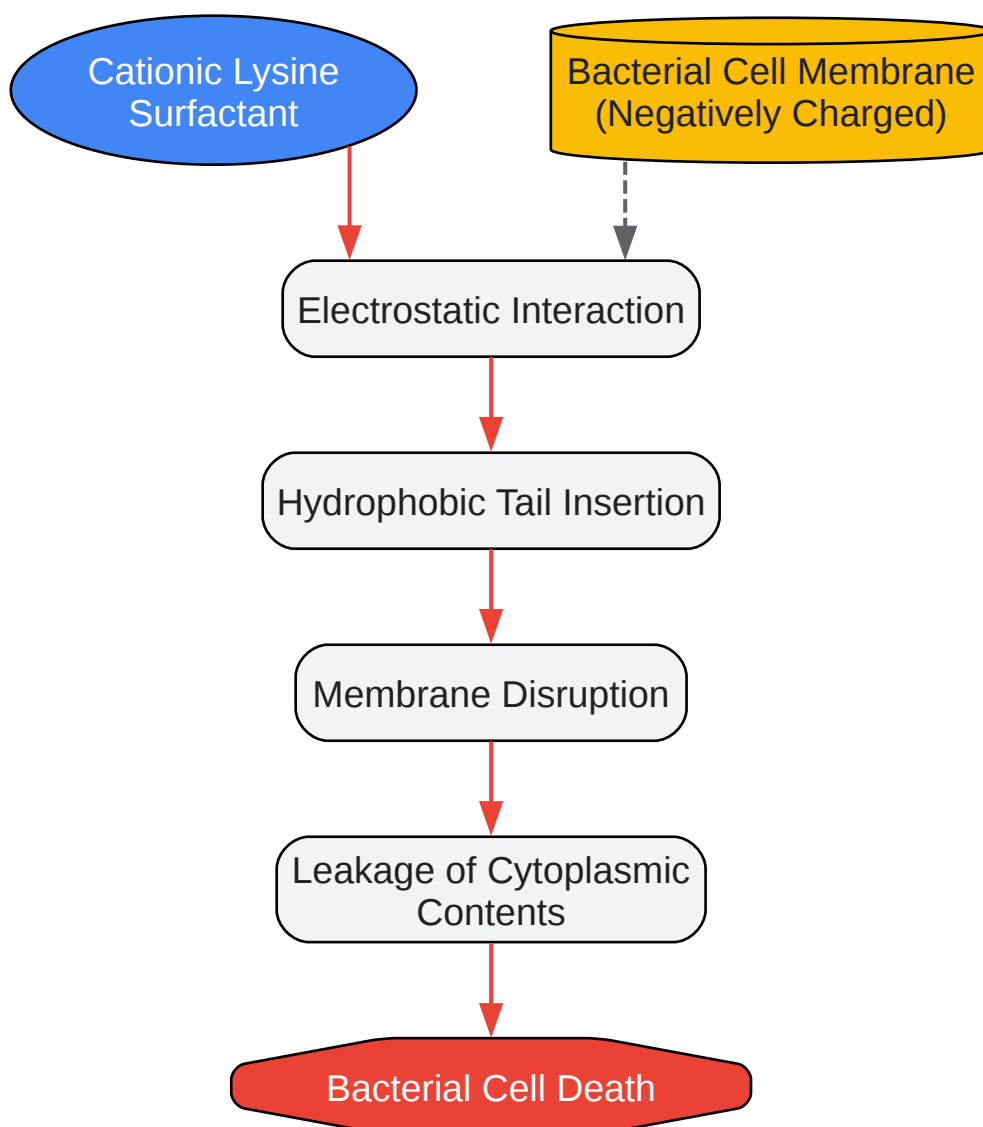 Cationic Lysine
Surfactant
Bacterial Cell Membrane
(Negatively Charged)
Electrostatic Interaction
Hydrophobic Tail Insertion
Membrane Disruption
Leakage of Cytoplasmic
Contents
Bacterial Cell Death